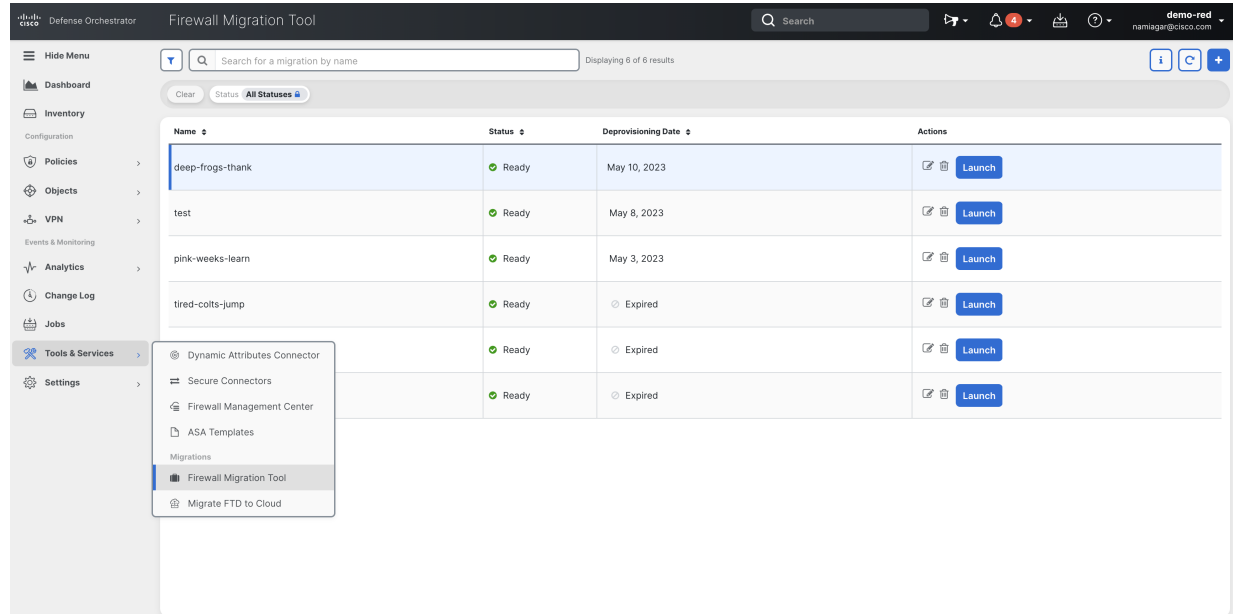 cisco Defense Orchestrator Firewall Migration Tool Search 4 ? demo-red
namiagar@cisco.com
Hide Menu
Search for a migration by name Displaying 6 of 6 results i +
Dashboard
Clear Status All Statuses
Inventory
Configuration
Name Status Deprovisioning Date Actions
Policies
deep-frogs-thank Ready May 10, 2023 Launch
Objects
VPN
test Ready May 8, 2023 Launch
Events & Monitoring
Analytics
pink-weeks-learn Ready May 3, 2023 Launch
Change Log
tired-colts-jump Ready Expired Launch
Jobs
Tools & Services
Ready Expired Launch
Dynamic Attributes Connector
Settings
Secure Connectors
Ready Expired Launch
Firewall Management Center
ASA Templates
Migrations
Firewall Migration Tool
Migrate FTD to Cloud